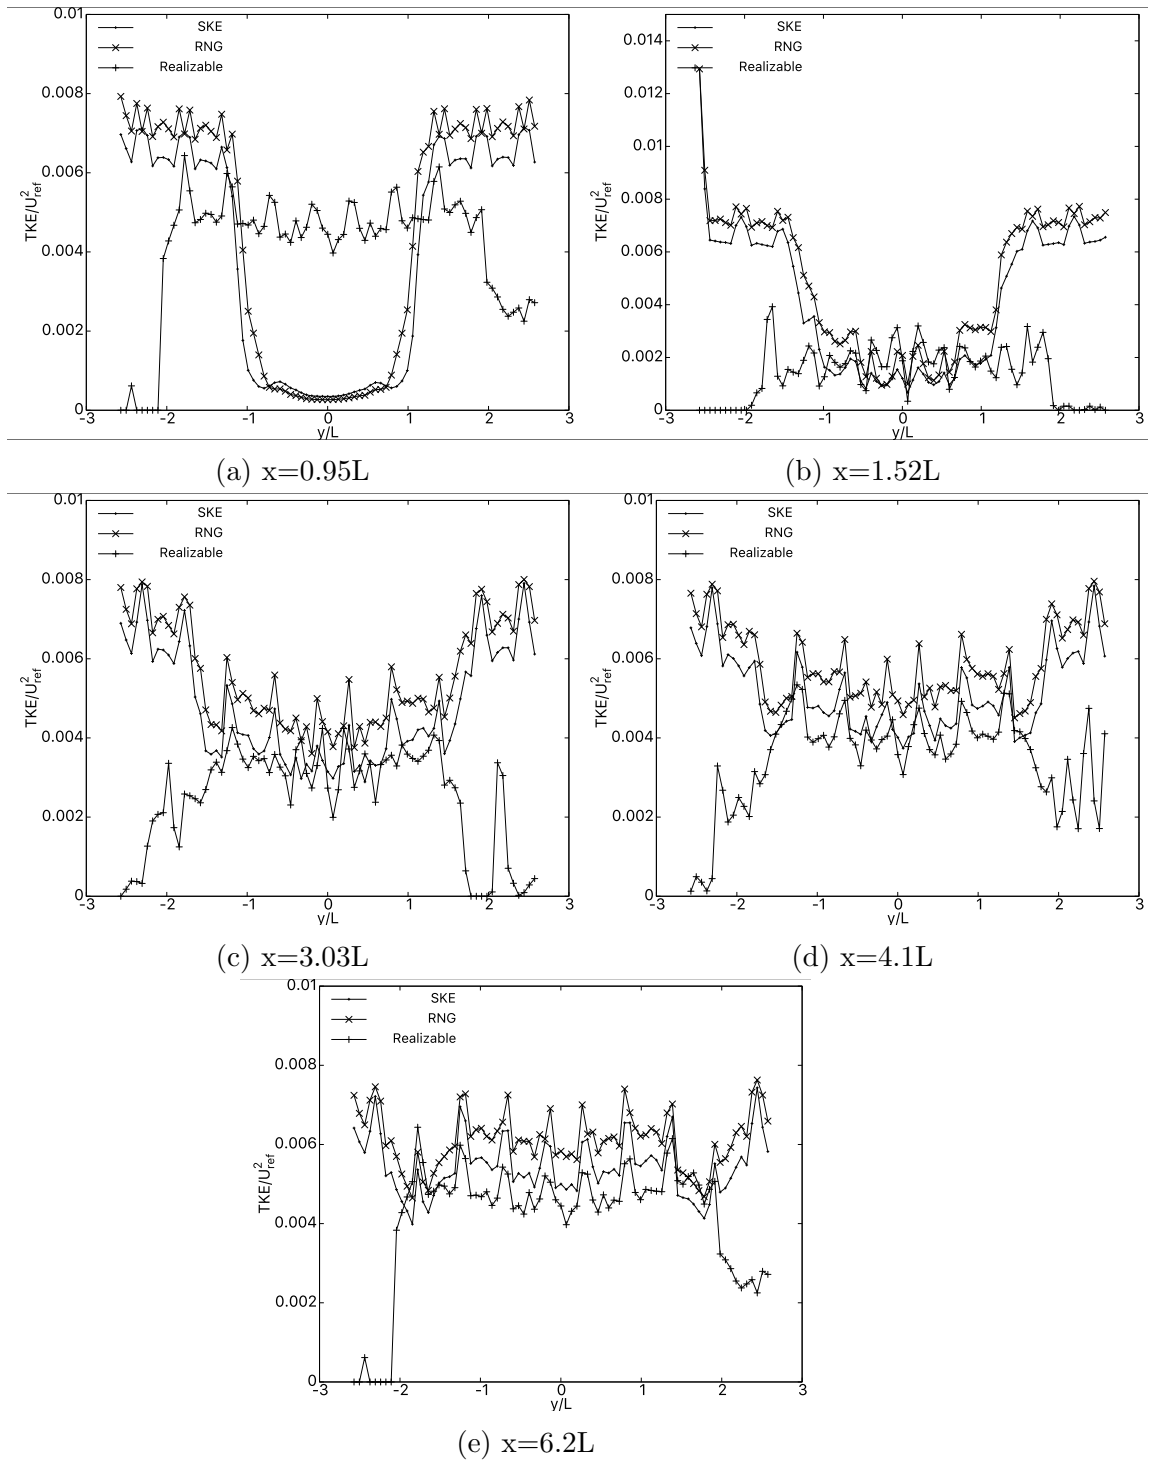 0.01
SKE
RNG
Realizable
0.008
0.006
TKE/U²ref
0.004
0.002
0
-3 -2 -1 0 1 2 3
y/L
(a) x=0.95L
0.014
SKE
RNG
Realizable
0.012
0.01
0.008
TKE/U²ref
0.006
0.004
0.002
0
-3 -2 -1 0 1 2 3
y/L
(b) x=1.52L
0.01
SKE
RNG
Realizable
0.008
0.006
TKE/U²ref
0.004
0.002
0
-3 -2 -1 0 1 2 3
y/L
(c) x=3.03L
0.01
SKE
RNG
Realizable
0.008
0.006
TKE/U²ref
0.004
0.002
0
-3 -2 -1 0 1 2 3
y/L
(d) x=4.1L
0.01
SKE
RNG
Realizable
0.008
0.006
TKE/U²ref
0.004
0.002
0
-3 -2 -1 0 1 2 3
y/L
(e) x=6.2L